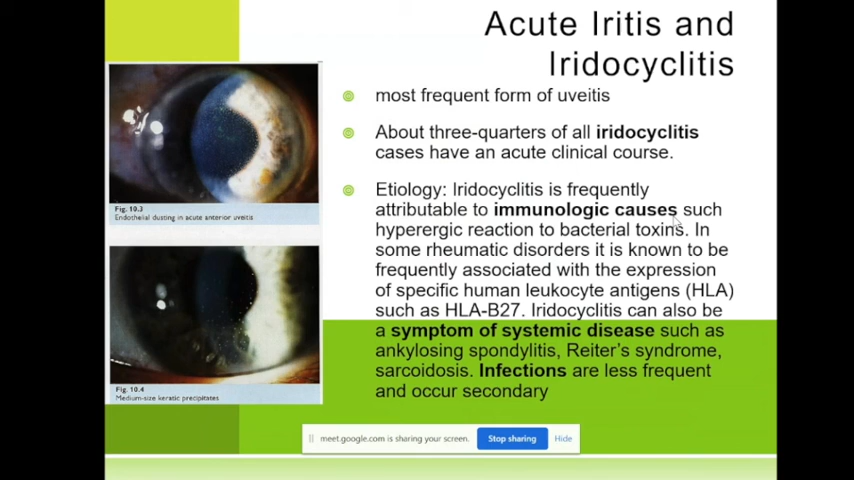 Acute Iritis and
Iridocyclitis
most frequent form of uveitis
About three-quarters of all iridocyclitis
cases have an acute clinical course.
Etiology: Iridocyclitis is frequently
attributable to immunologic causes such
hyperergic reaction to bacterial toxins. In
some rheumatic disorders it is known to be
frequently associated with the expression
of specific human leukocyte antigens (HLA)
such as HLA-B27. Iridocyclitis can also be
a symptom of systemic disease such as
ankylosing spondylitis, Reiter's syndrome,
sarcoidosis. Infections are less frequent
and occur secondary
Fig. 10.3
Endothelial dusting in acute anterior uveitis
Fig. 10.4
Medium-size keratic precipitates
meet.google.com is sharing your screen.
Stop sharing
Hide